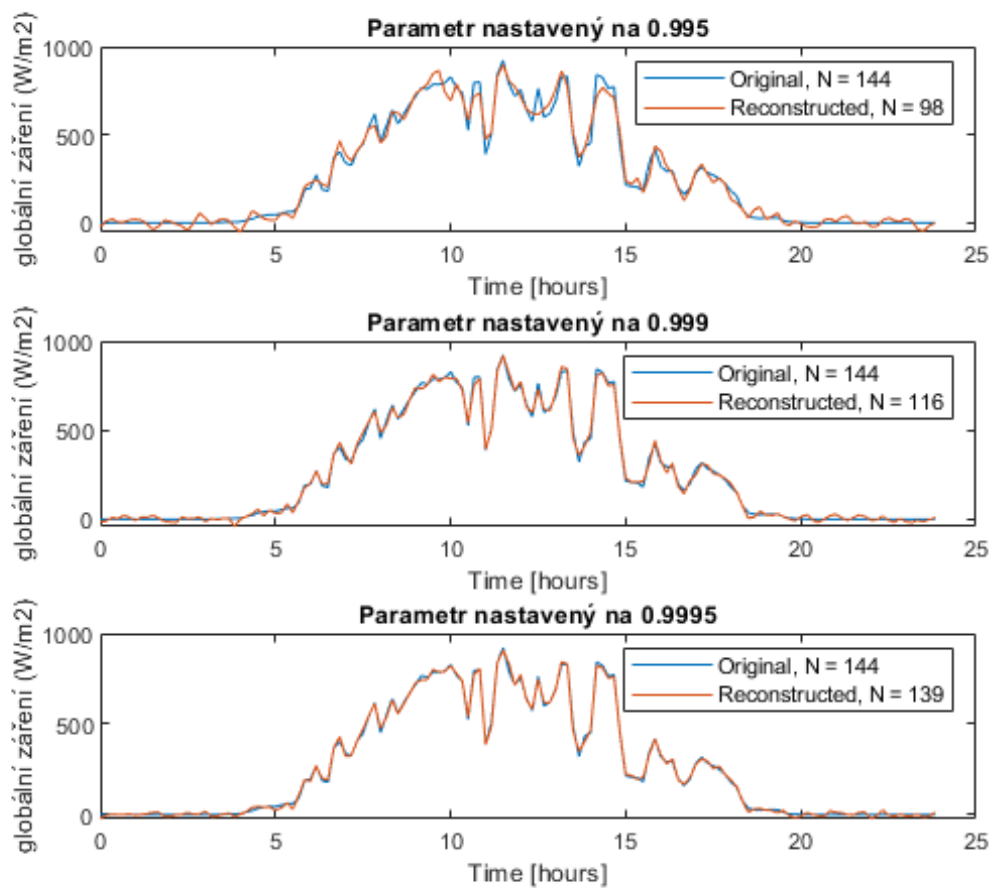 Parametr nastavený na 0.995
globální záření (W/m2)
1000
500
0
Original, N = 144
Reconstructed, N = 98
0 5 10 15 20 25
Time [hours]
Parametr nastavený na 0.999
globální záření (W/m2)
1000
500
0
Original, N = 144
Reconstructed, N = 116
0 5 10 15 20 25
Time [hours]
Parametr nastavený na 0.9995
globální záření (W/m2)
1000
500
0
Original, N = 144
Reconstructed, N = 139
0 5 10 15 20 25
Time [hours]